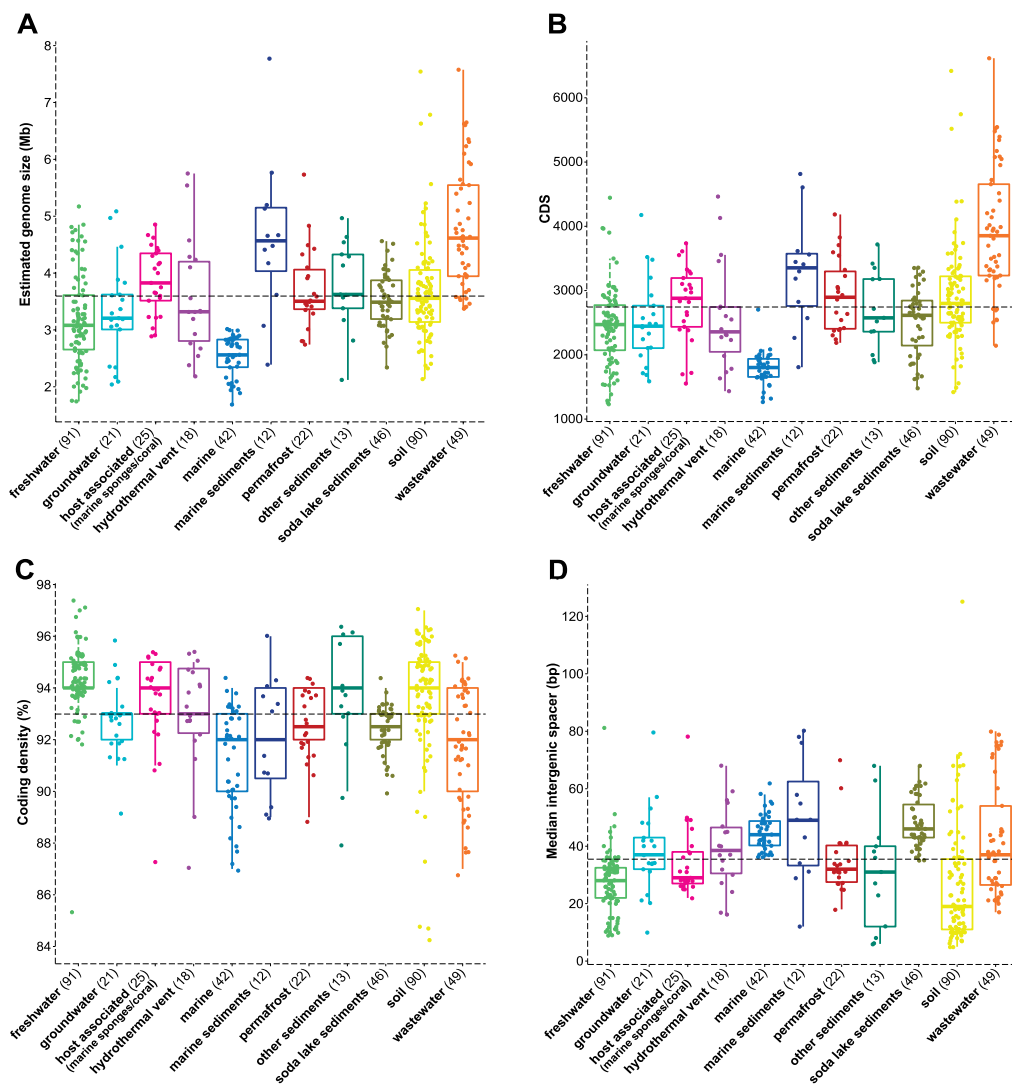 A
Estimated genome size (Mb)
8
7
6
5
4
3
2
freshwater (91)
groundwater (21)
host associated (25)
(marine sponges/coral)
hydrothermal vent (18)
marine (42)
marine sediments (12)
permafrost (22)
other sediments (13)
soda lake sediments (46)
soil (90)
wastewater (49)
B
CDS
6000
5000
4000
3000
2000
1000
freshwater (91)
groundwater (21)
host associated (25)
(marine sponges/coral)
hydrothermal vent (18)
marine (42)
marine sediments (12)
permafrost (22)
other sediments (13)
soda lake sediments (46)
soil (90)
wastewater (49)
C
Coding density (%)
98
96
94
92
90
88
86
84
freshwater (91)
groundwater (21)
host associated (25)
(marine sponges/coral)
hydrothermal vent (18)
marine (42)
marine sediments (12)
permafrost (22)
other sediments (13)
soda lake sediments (46)
soil (90)
wastewater (49)
D
Median intergenic spacer (bp)
120
100
80
60
40
20
0
freshwater (91)
groundwater (21)
host associated (25)
(marine sponges/coral)
hydrothermal vent (18)
marine (42)
marine sediments (12)
permafrost (22)
other sediments (13)
soda lake sediments (46)
soil (90)
wastewater (49)